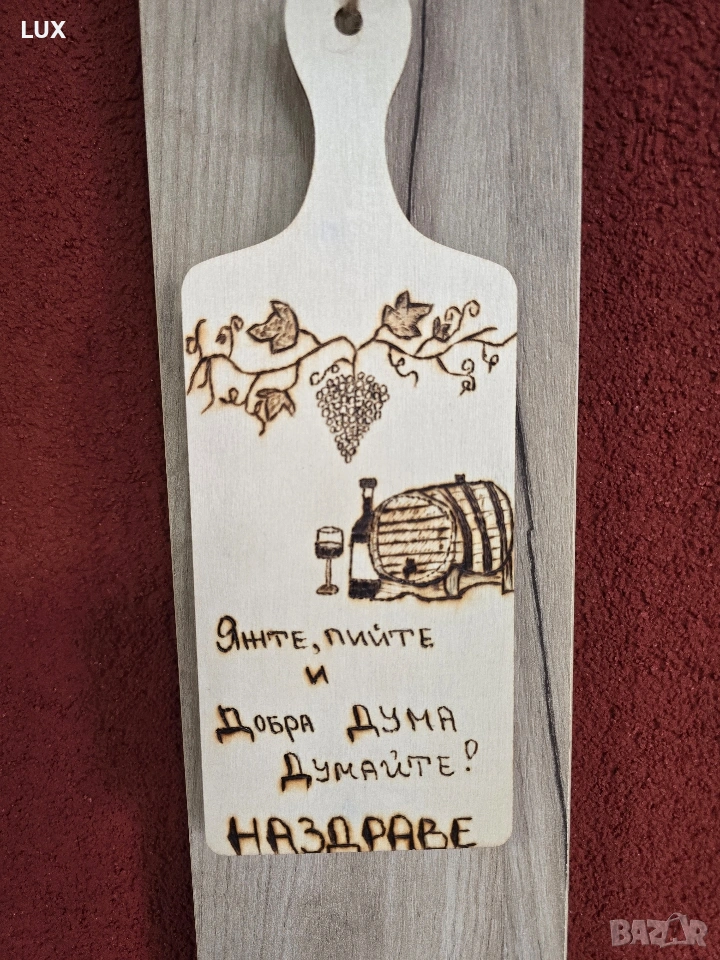 LUX
Яжте, пийте
и
Добра Дума
Думайте!
НАЗДРАВЕ
BAZAR